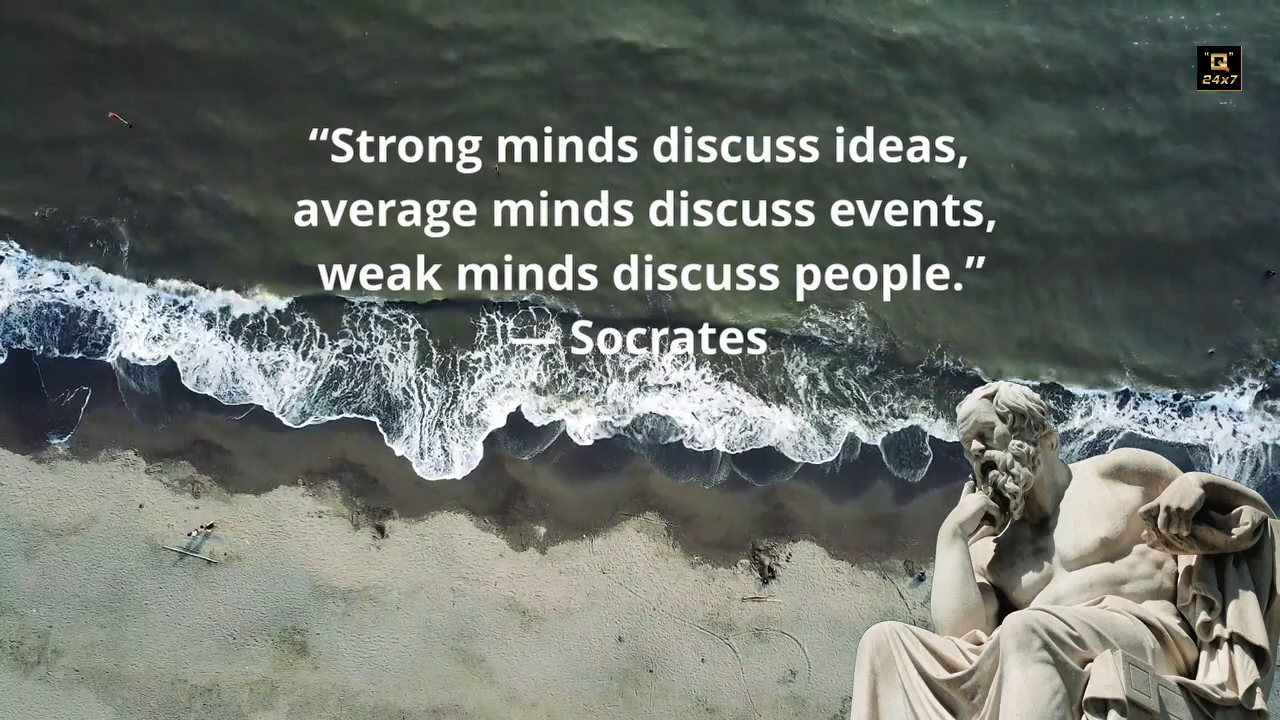 “Strong minds discuss ideas,
average minds discuss events,
weak minds discuss people.”
— Socrates
"Q"
24x7